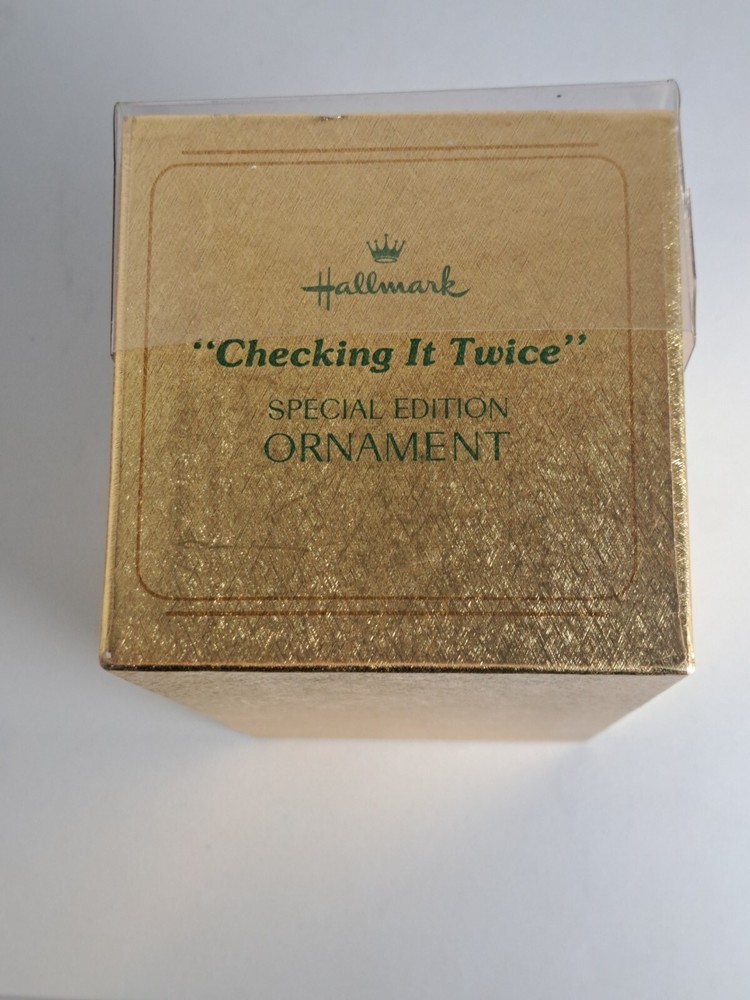 Hallmark
“Checking It Twice”
SPECIAL EDITION
ORNAMENT